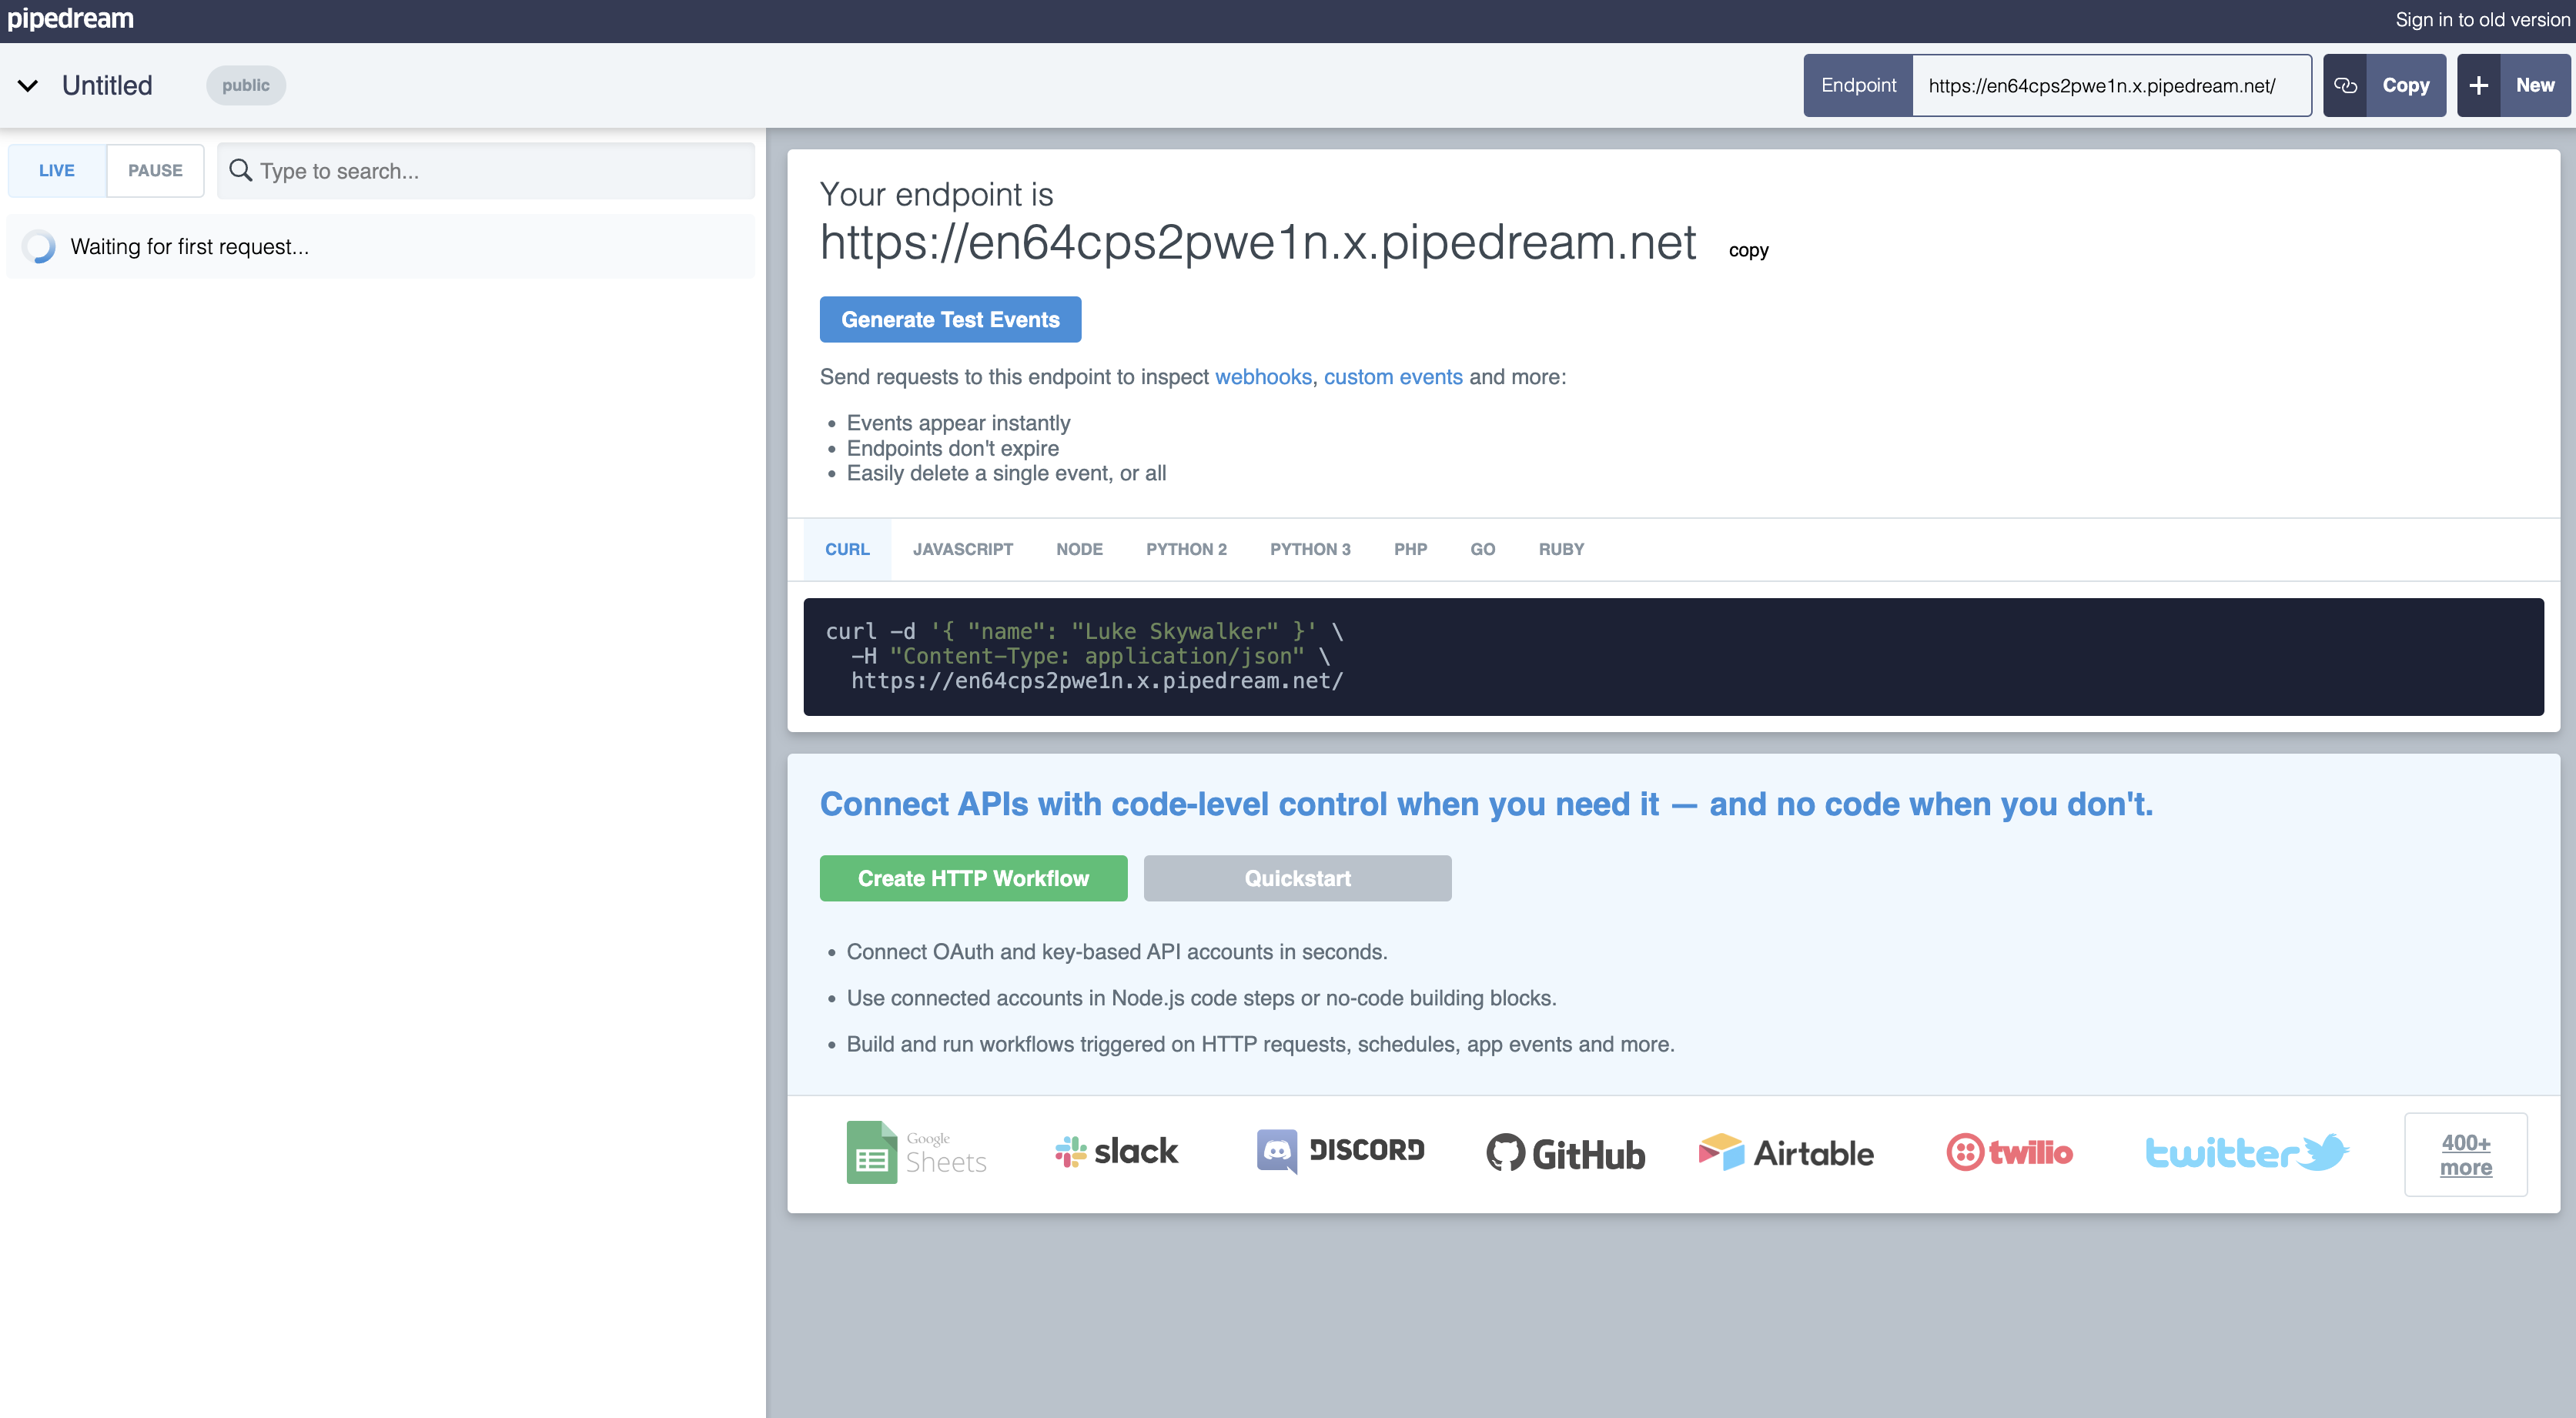 pipedream
Sign in to old version
Untitled
public
Endpoint
https://en64cps2pwe1n.x.pipedream.net/
Copy
New
LIVE
PAUSE
Type to search...
Waiting for first request...
Your endpoint is
https://en64cps2pwe1n.x.pipedream.net
copy
Generate Test Events
Send requests to this endpoint to inspect webhooks, custom events and more:
• Events appear instantly
• Endpoints don't expire
• Easily delete a single event, or all
CURL
JAVASCRIPT
NODE
PYTHON 2
PYTHON 3
PHP
GO
RUBY
curl -d '{ "name": "Luke Skywalker" }' \
-H "Content-Type: application/json" \
https://en64cps2pwe1n.x.pipedream.net/
Connect APIs with code-level control when you need it — and no code when you don't.
Create HTTP Workflow
Quickstart
• Connect OAuth and key-based API accounts in seconds.
• Use connected accounts in Node.js code steps or no-code building blocks.
• Build and run workflows triggered on HTTP requests, schedules, app events and more.
Google
Sheets
slack
DISCORD
GitHub
Airtable
twilio
twitter
400+
more